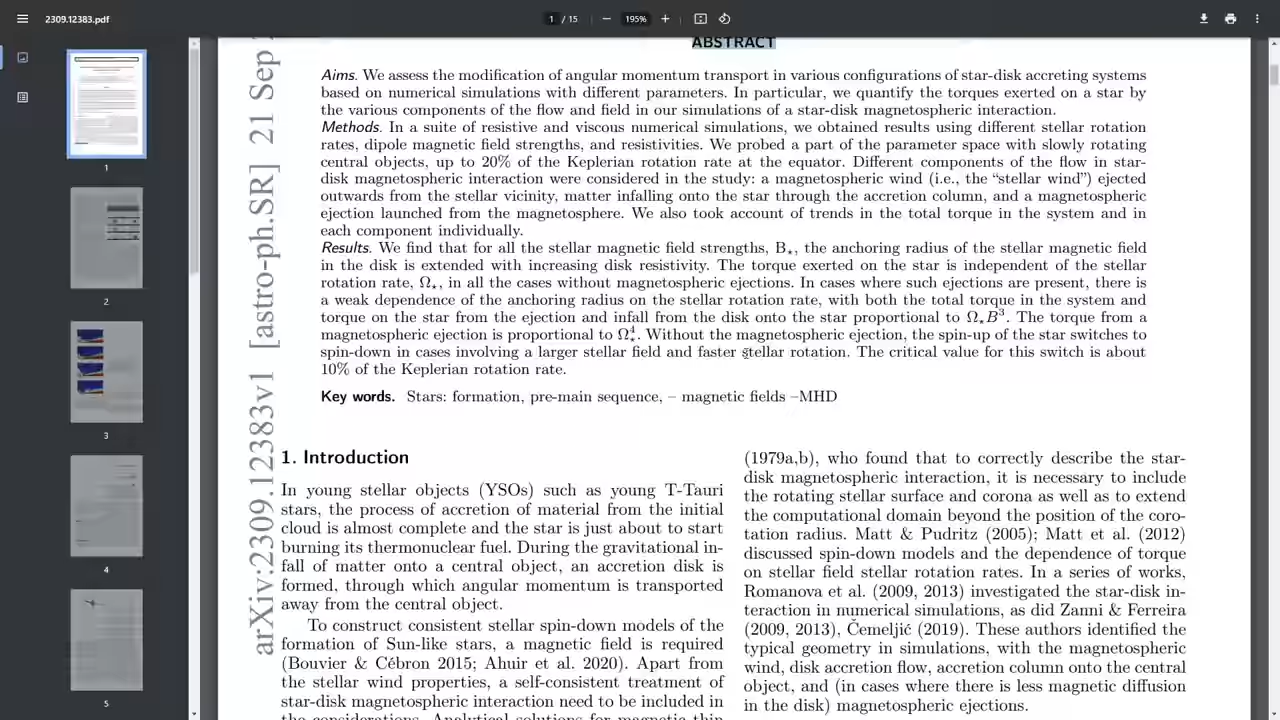 2309.12383.pdf
1 / 15
195%
1
2
3
4
5
arXiv:2309.12383v1 [astro-ph.SR] 21 Sep
ABSTRACT
Aims. We assess the modification of angular momentum transport in various configurations of star-disk accreting systems
based on numerical simulations with different parameters. In particular, we quantify the torques exerted on a star by
the various components of the flow and field in our simulations of a star-disk magnetospheric interaction.
Methods. In a suite of resistive and viscous numerical simulations, we obtained results using different stellar rotation
rates, dipole magnetic field strengths, and resistivities. We probed a part of the parameter space with slowly rotating
central objects, up to 20% of the Keplerian rotation rate at the equator. Different components of the flow in star-
disk magnetospheric interaction were considered in the study: a magnetospheric wind (i.e., the “stellar wind”) ejected
outwards from the stellar vicinity, matter infalling onto the star through the accretion column, and a magnetospheric
ejection launched from the magnetosphere. We also took account of trends in the total torque in the system and in
each component individually.
Results. We find that for all the stellar magnetic field strengths, B⋆, the anchoring radius of the stellar magnetic field
in the disk is extended with increasing disk resistivity. The torque exerted on the star is independent of the stellar
rotation rate, Ω⋆, in all the cases without magnetospheric ejections. In cases where such ejections are present, there is
a weak dependence of the anchoring radius on the stellar rotation rate, with both the total torque in the system and
torque on the star from the ejection and infall from the disk onto the star proportional to Ω⋆B³. The torque from a
magnetospheric ejection is proportional to Ω⋆⁴. Without the magnetospheric ejection, the spin-up of the star switches to
spin-down in cases involving a larger stellar field and faster stellar rotation. The critical value for this switch is about
10% of the Keplerian rotation rate.
Key words. Stars: formation, pre-main sequence, – magnetic fields –MHD
1. Introduction
In young stellar objects (YSOs) such as young T-Tauri
stars, the process of accretion of material from the initial
cloud is almost complete and the star is just about to start
burning its thermonuclear fuel. During the gravitational in-
fall of matter onto a central object, an accretion disk is
formed, through which angular momentum is transported
away from the central object.
To construct consistent stellar spin-down models of the
formation of Sun-like stars, a magnetic field is required
(Bouvier & Cébron 2015; Ahuir et al. 2020). Apart from
the stellar wind properties, a self-consistent treatment of
star-disk magnetospheric interaction need to be included in
the considerations. Analytical solutions for magnetic thin
(1979a,b), who found that to correctly describe the star-
disk magnetospheric interaction, it is necessary to include
the rotating stellar surface and corona as well as to extend
the computational domain beyond the position of the coro-
tation radius. Matt & Pudritz (2005); Matt et al. (2012)
discussed spin-down models and the dependence of torque
on stellar field stellar rotation rates. In a series of works,
Romanova et al. (2009, 2013) investigated the star-disk in-
teraction in numerical simulations, as did Zanni & Ferreira
(2009, 2013), Čemeljić (2019). These authors identified the
typical geometry in simulations, with the magnetospheric
wind, disk accretion flow, accretion column onto the central
object, and (in cases where there is less magnetic diffusion
in the disk) magnetospheric ejections.